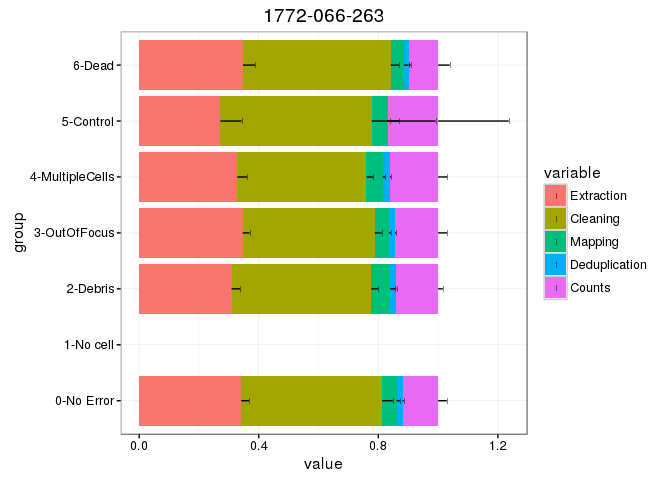 1772-066-263
group
6-Dead
5-Control
4-MultipleCells
3-OutOfFocus
2-Debris
1-No cell
0-No Error
0.0 0.4 0.8 1.2
value
variable
Extraction
Cleaning
Mapping
Deduplication
Counts